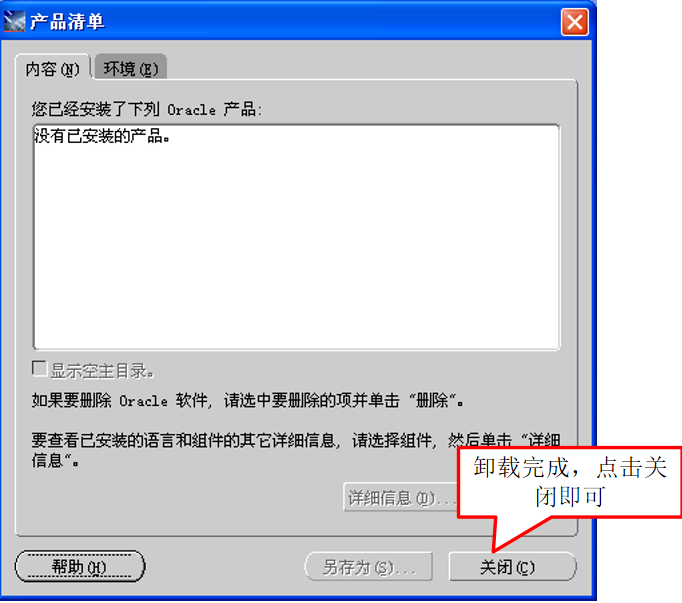 产品清单
内容(N) 环境(E)
您已经安装了下列 Oracle 产品:
没有已安装的产品。
显示空主目录。
如果要删除 Oracle 软件, 请选中要删除的项并单击 "删除"。
要查看已安装的语言和组件的其它详细信息, 请选择组件, 然后单击 "详细
信息"。
卸载完成，点击关
闭即可
详细信息(D)...
帮助(H) 另存为(S)... 关闭(C)